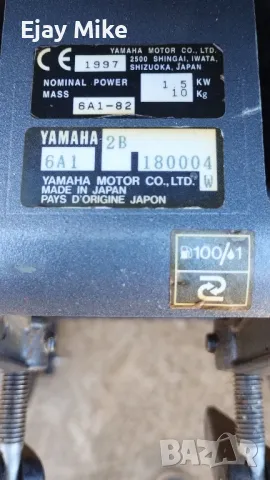 Ejay Mike
CE 1997
YAMAHA MOTOR CO., LTD.
2500 SHINGAI, IWATA,
SHIZUOKA, JAPAN
NOMINAL POWER 1.5 KW
MASS 10 Kg
6A1-82
YAMAHA 2B
6A1 180004
W
YAMAHA MOTOR CO., LTD.
MADE IN JAPAN
PAYS D'ORIGINE JAPON
100/1
BAZAR.BG